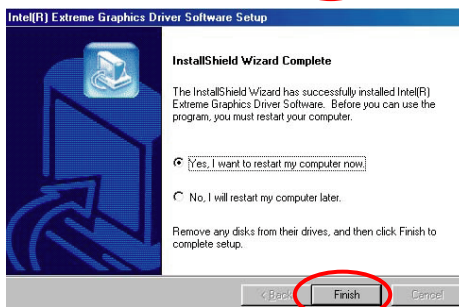 Intel(R) Extreme Graphics Driver Software Setup
InstallShield Wizard Complete
The InstallShield Wizard has successfully installed Intel(R)
Extreme Graphics Driver Software. Before you can use the
program, you must restart your computer.
Yes, I want to restart my computer now.
No, I will restart my computer later.
Remove any disks from their drives, and then click Finish to
complete setup.
< Back Finish Cancel